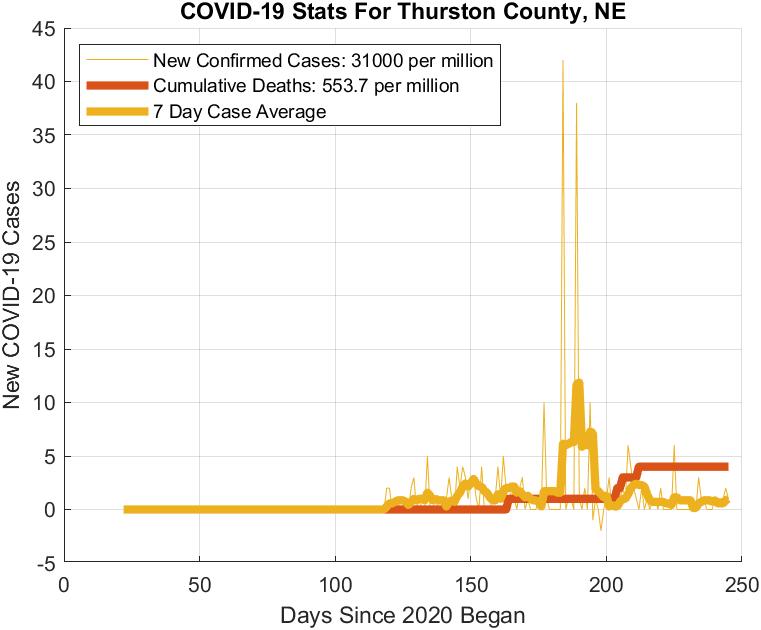 COVID-19 Stats For Thurston County, NE
New Confirmed Cases: 31000 per million
Cumulative Deaths: 553.7 per million
7 Day Case Average
New COVID-19 Cases
45
40
35
30
25
20
15
10
5
0
-5
0 50 100 150 200 250
Days Since 2020 Began